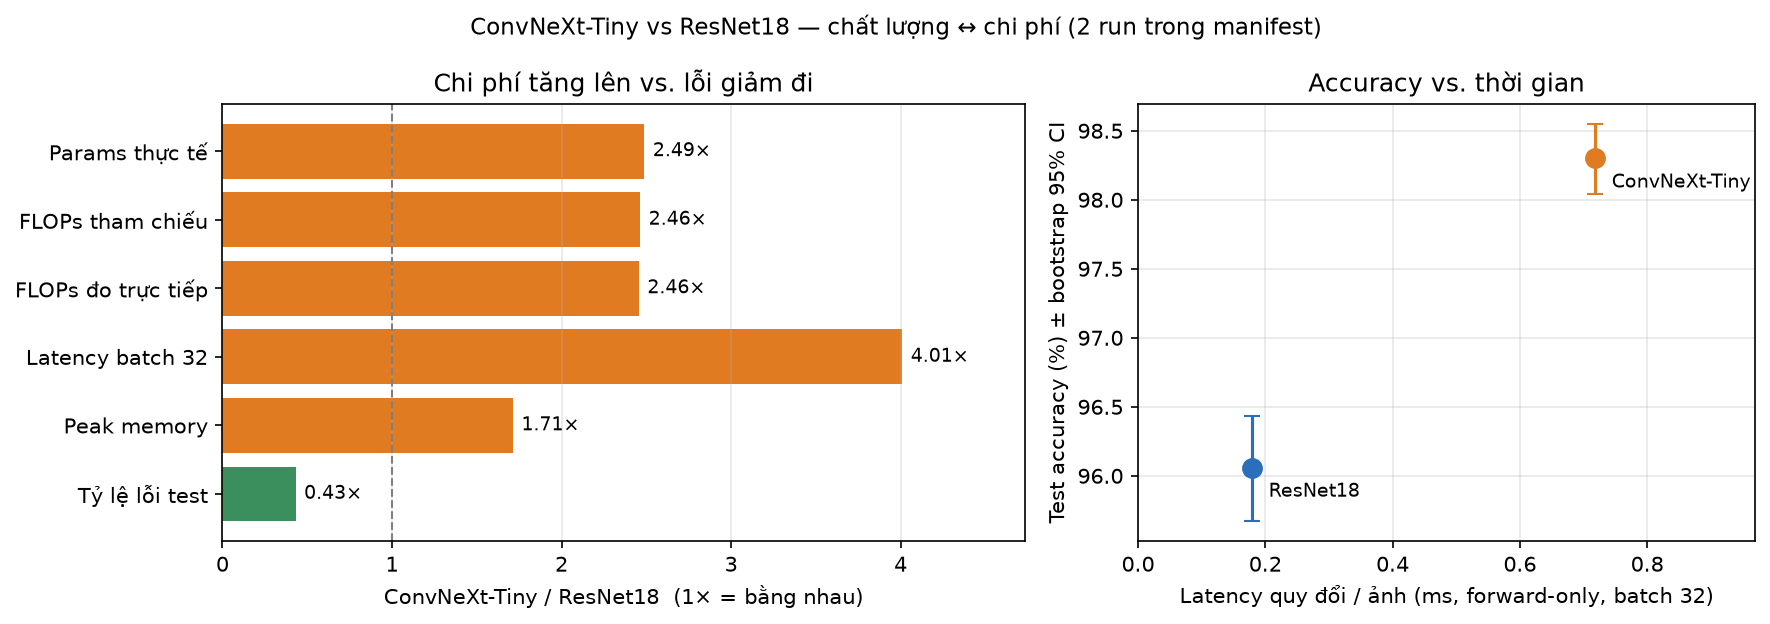 ConvNeXt-Tiny vs ResNet18 — chất lượng ↔ chi phí (2 run trong manifest)
Chi phí tăng lên vs. lỗi giảm đi
Params thực tế
2.49×
FLOPs tham chiếu
2.46×
FLOPs đo trực tiếp
2.46×
Latency batch 32
4.01×
Peak memory
1.71×
Tỷ lệ lỗi test
0.43×
0 1 2 3 4
ConvNeXt-Tiny / ResNet18 (1× = bằng nhau)
Accuracy vs. thời gian
Test accuracy (%) ± bootstrap 95% CI
98.5
98.0
97.5
97.0
96.5
96.0
ConvNeXt-Tiny
ResNet18
0.0 0.2 0.4 0.6 0.8
Latency quy đổi / ảnh (ms, forward-only, batch 32)